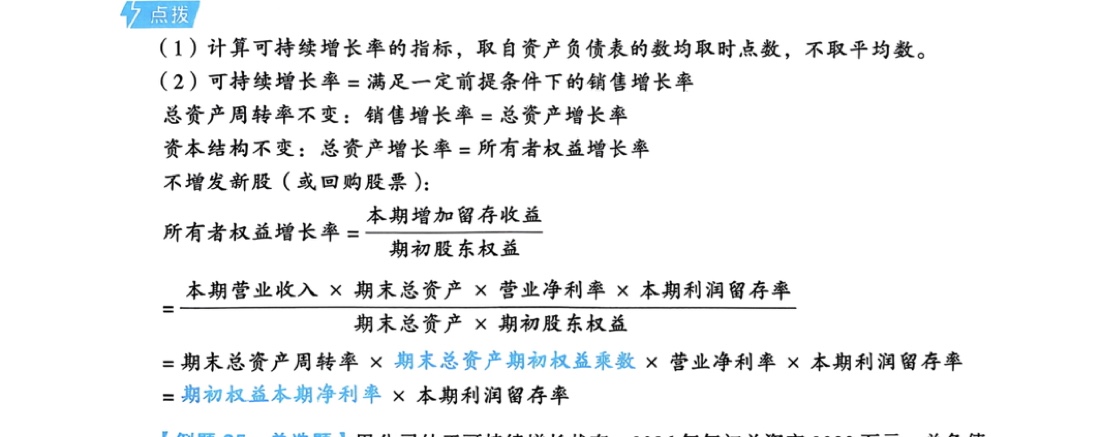 点拨
（1）计算可持续增长率的指标，取自资产负债表的数均取时点数，不取平均数。
（2）可持续增长率=满足一定前提条件下的销售增长率
总资产周转率不变：销售增长率=总资产增长率
资本结构不变：总资产增长率=所有者权益增长率
不增发新股（或回购股票）：
所有者权益增长率=本期增加留存收益
期初股东权益
=本期营业收入×期末总资产×营业净利率×本期利润留存率
期末总资产×期初股东权益
=期末总资产周转率×期末总资产期初权益乘数×营业净利率×本期利润留存率
=期初权益本期净利率×本期利润留存率